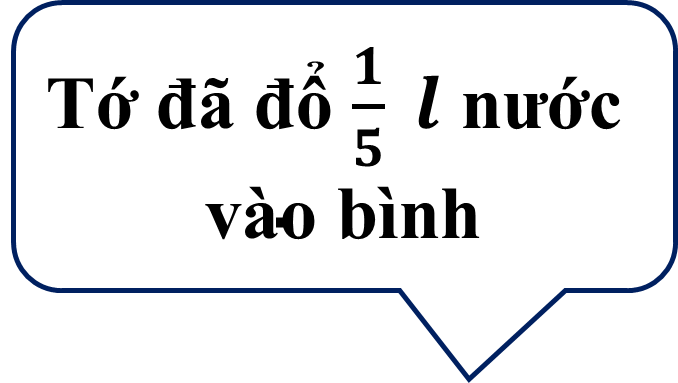 Tớ đã đổ 1/5 l nước
vào bình